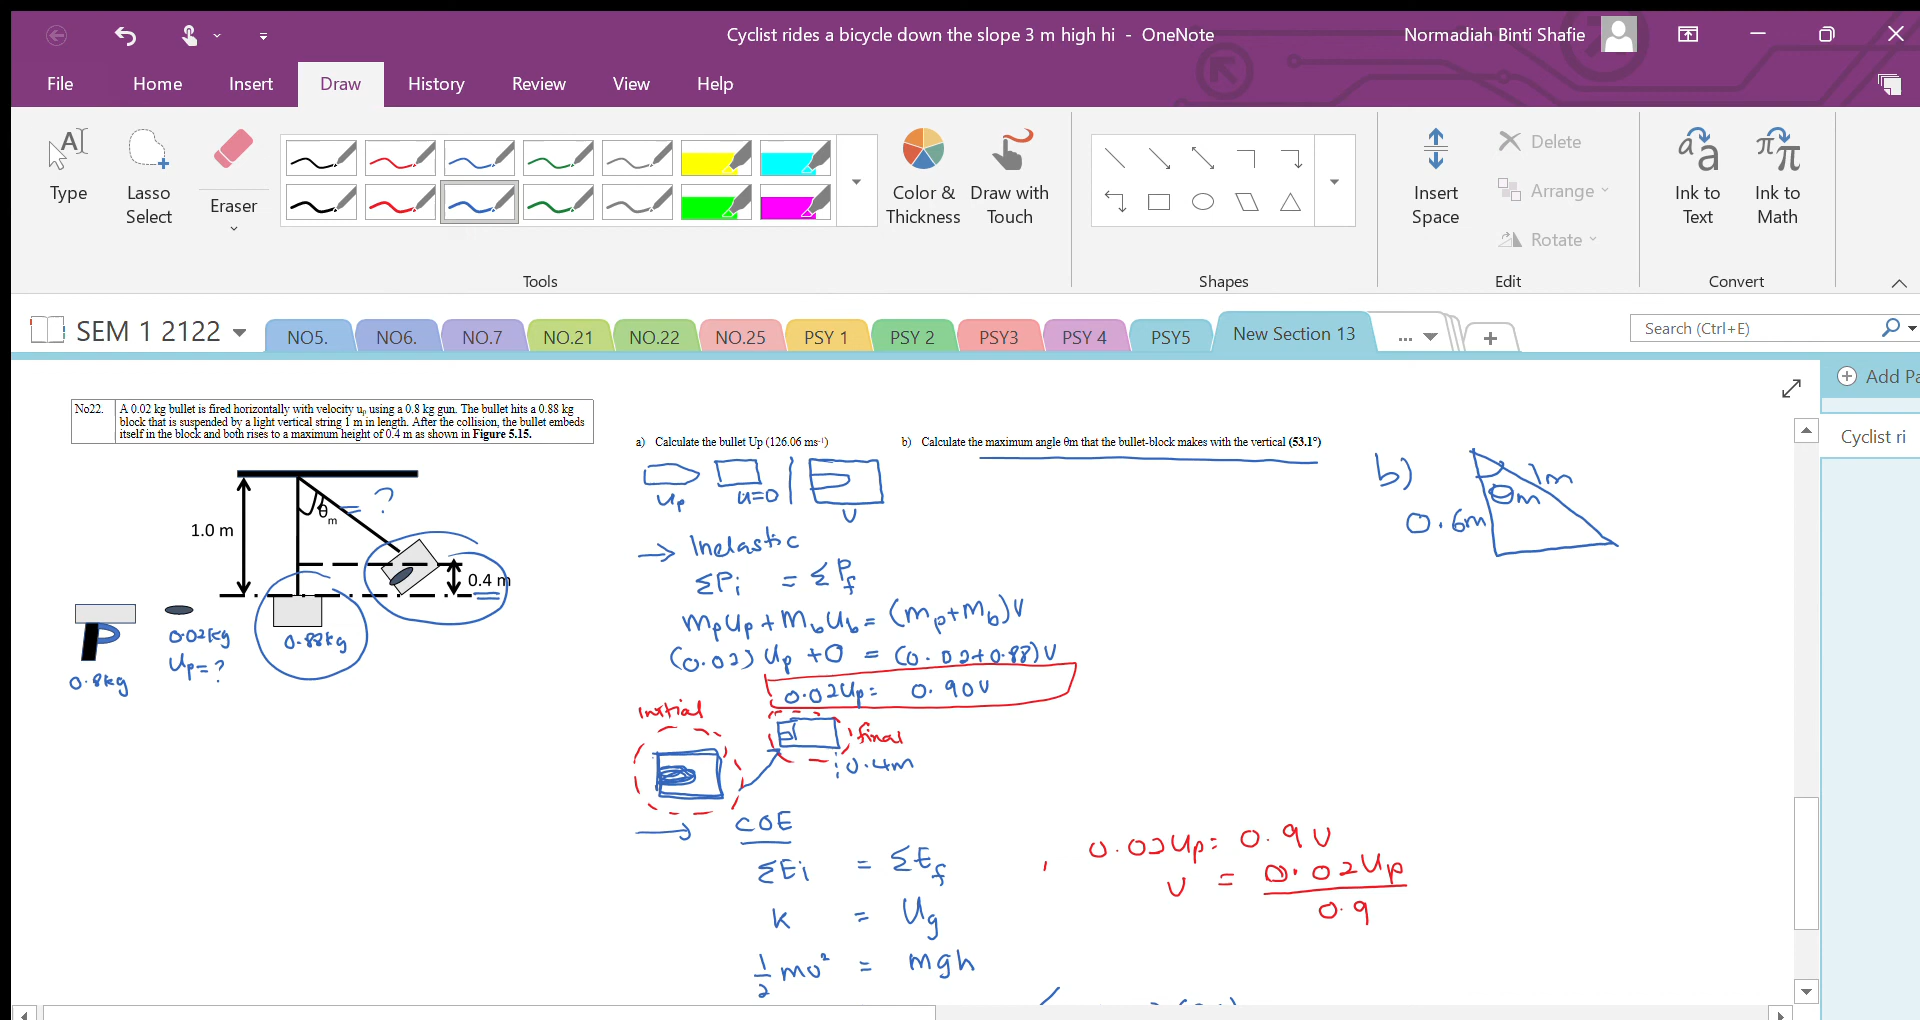 Cyclist rides a bicycle down the slope 3 m high hi - OneNote
Normadiah Binti Shafie
File Home Insert Draw History Review View Help
Type
Lasso Select
Eraser
Color & Thickness
Draw with Touch
Insert Space
Delete
Arrange
Rotate
Ink to Text
Ink to Math
Tools Shapes Edit Convert
SEM 1 2122
NO5. NO6. NO.7 NO.21 NO.22 NO.25 PSY 1 PSY 2 PSY3 PSY 4 PSY5 New Section 13 ...
Search (Ctrl+E)
Add Pa
Cyclist ri
No22. A 0.02 kg bullet is fired horizontally with velocity up using a 0.8 kg gun. The bullet hits a 0.88 kg
block that is suspended by a light vertical string 1 m in length. After the collision, the bullet embeds
itself in the block and both rises to a maximum height of 0.4 m as shown in Figure 5.15.
a) Calculate the bullet Up (126.06 ms⁻¹)
b) Calculate the maximum angle θm that the bullet-block makes with the vertical (53.1°)
1.0 m
θm = ?
0.4 m
0.02kg
Up = ?
0.88kg
0.8kg
up
u=0
v
→ Inelastic
ΣPi = ΣPf
mpUp + mbUb = (mp+mb)v
(0.02) Up + 0 = (0.02+0.88)v
0.02Up = 0.90v
initial
final
0.4m
COE
ΣEi = ΣEf
k = Ug
1/2 mv² = mgh
0.02Up = 0.9v
v = 0.02Up
0.9
b)
1m
θm
0.6m